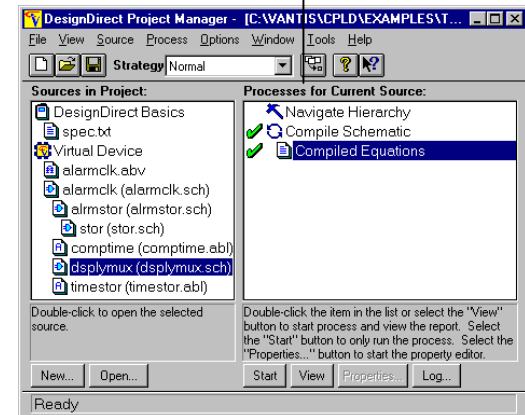 DesignDirect Project Manager - [C:\VANTIS\CPLD\EXAMPLES\T...
File View Source Process Options Window Tools Help
Strategy Normal
Sources in Project:
DesignDirect Basics
spec.txt
Virtual Device
alarmclk.abv
alarmclk (alarmclk.sch)
alrmstor (alrmstor.sch)
stor (stor.sch)
comptime (comptime.abl)
dsplymux (dsplymux.sch)
timestor (timestor.abl)
Double-click to open the selected
source.
New... Open...
Processes for Current Source:
Navigate Hierarchy
Compile Schematic
Compiled Equations
Double-click the item in the list or select the "View"
button to start process and view the report. Select
the "Start" button to only run the process. Select the
"Properties..." button to start the property editor.
Start View Properties... Log...
Ready